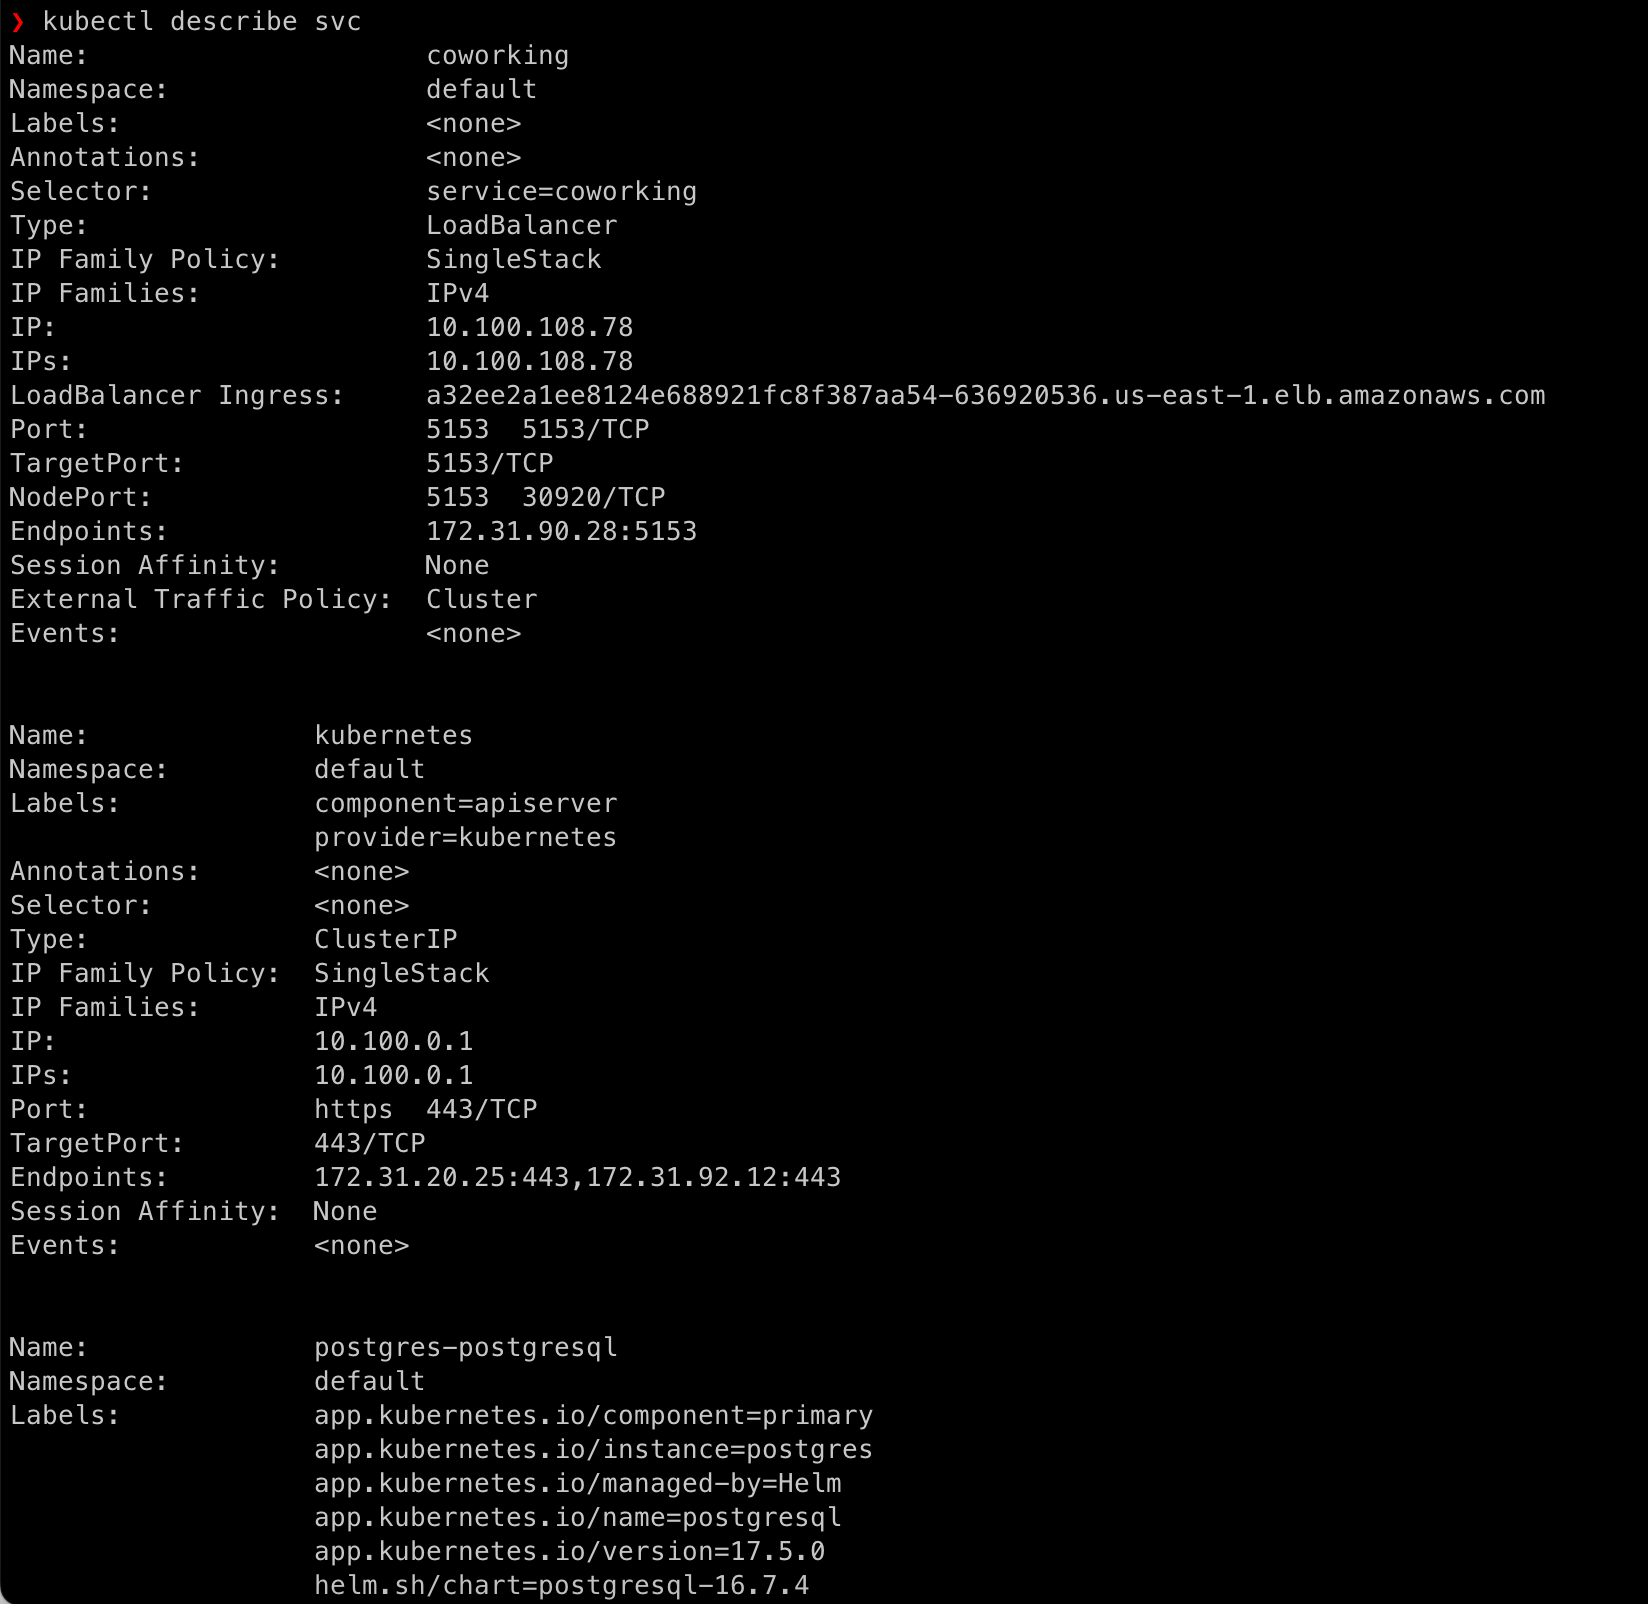 ❯ kubectl describe svc
Name:                     coworking
Namespace:                default
Labels:                   <none>
Annotations:              <none>
Selector:                 service=coworking
Type:                     LoadBalancer
IP Family Policy:         SingleStack
IP Families:              IPv4
IP:                       10.100.108.78
IPs:                      10.100.108.78
LoadBalancer Ingress:     a32ee2a1ee8124e688921fc8f387aa54-636920536.us-east-1.elb.amazonaws.com
Port:                     5153  5153/TCP
TargetPort:               5153/TCP
NodePort:                 5153  30920/TCP
Endpoints:                172.31.90.28:5153
Session Affinity:         None
External Traffic Policy:  Cluster
Events:                   <none>
Name:              kubernetes
Namespace:         default
Labels:            component=apiserver
                   provider=kubernetes
Annotations:       <none>
Selector:          <none>
Type:              ClusterIP
IP Family Policy:  SingleStack
IP Families:       IPv4
IP:                10.100.0.1
IPs:               10.100.0.1
Port:              https  443/TCP
TargetPort:        443/TCP
Endpoints:         172.31.20.25:443,172.31.92.12:443
Session Affinity:  None
Events:            <none>
Name:              postgres-postgresql
Namespace:         default
Labels:            app.kubernetes.io/component=primary
                   app.kubernetes.io/instance=postgres
                   app.kubernetes.io/managed-by=Helm
                   app.kubernetes.io/name=postgresql
                   app.kubernetes.io/version=17.5.0
                   helm.sh/chart=postgresql-16.7.4